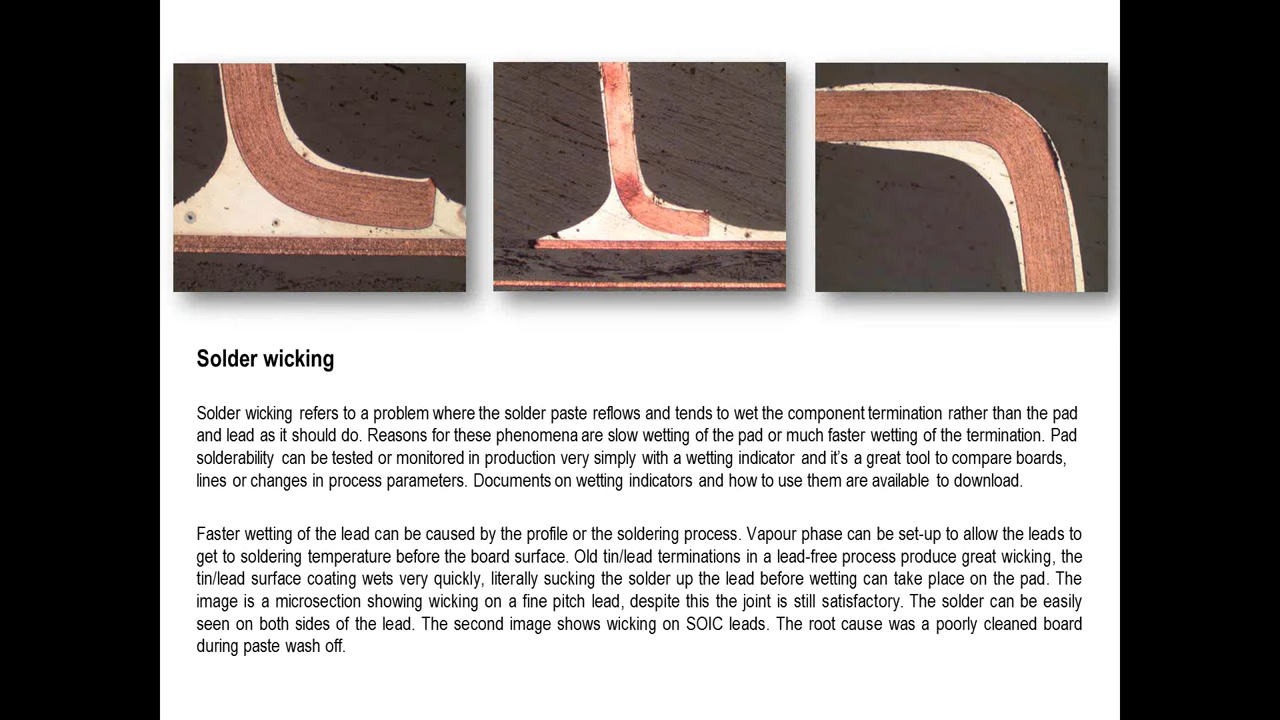 Solder wicking
Solder wicking refers to a problem where the solder paste reflows and tends to wet the component termination rather than the pad
and lead as it should do. Reasons for these phenomena are slow wetting of the pad or much faster wetting of the termination. Pad
solderability can be tested or monitored in production very simply with a wetting indicator and it’s a great tool to compare boards,
lines or changes in process parameters. Documents on wetting indicators and how to use them are available to download.
Faster wetting of the lead can be caused by the profile or the soldering process. Vapour phase can be set-up to allow the leads to
get to soldering temperature before the board surface. Old tin/lead terminations in a lead-free process produce great wicking, the
tin/lead surface coating wets very quickly, literally sucking the solder up the lead before wetting can take place on the pad. The
image is a microsection showing wicking on a fine pitch lead, despite this the joint is still satisfactory. The solder can be easily
seen on both sides of the lead. The second image shows wicking on SOIC leads. The root cause was a poorly cleaned board
during paste wash off.